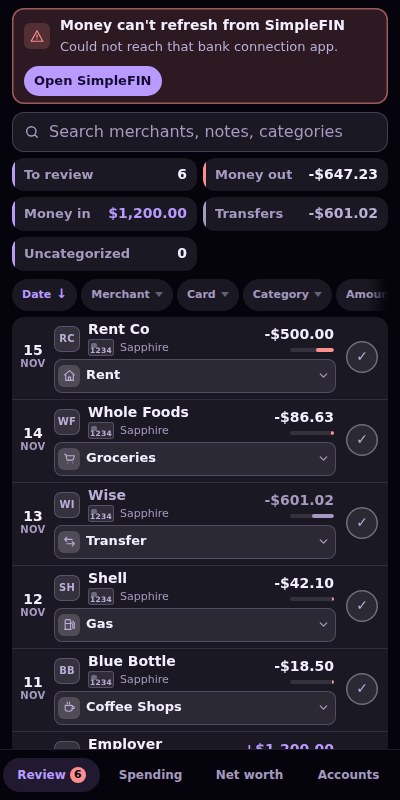 Money can't refresh from SimpleFIN
Could not reach that bank connection app.
Open SimpleFIN
Search merchants, notes, categories
To review 6
Money out -$647.23
Money in $1,200.00
Transfers -$601.02
Uncategorized 0
Date ↓ Merchant Card Category Amour
15 NOV
RC Rent Co -$500.00
1234 Sapphire
Rent
✓
14 NOV
WF Whole Foods -$86.63
1234 Sapphire
Groceries
✓
13 NOV
WI Wise -$601.02
1234 Sapphire
Transfer
✓
12 NOV
SH Shell -$42.10
1234 Sapphire
Gas
✓
11 NOV
BB Blue Bottle -$18.50
1234 Sapphire
Coffee Shops
✓
Employer +$1,200.00
Review 6 Spending Net worth Accounts